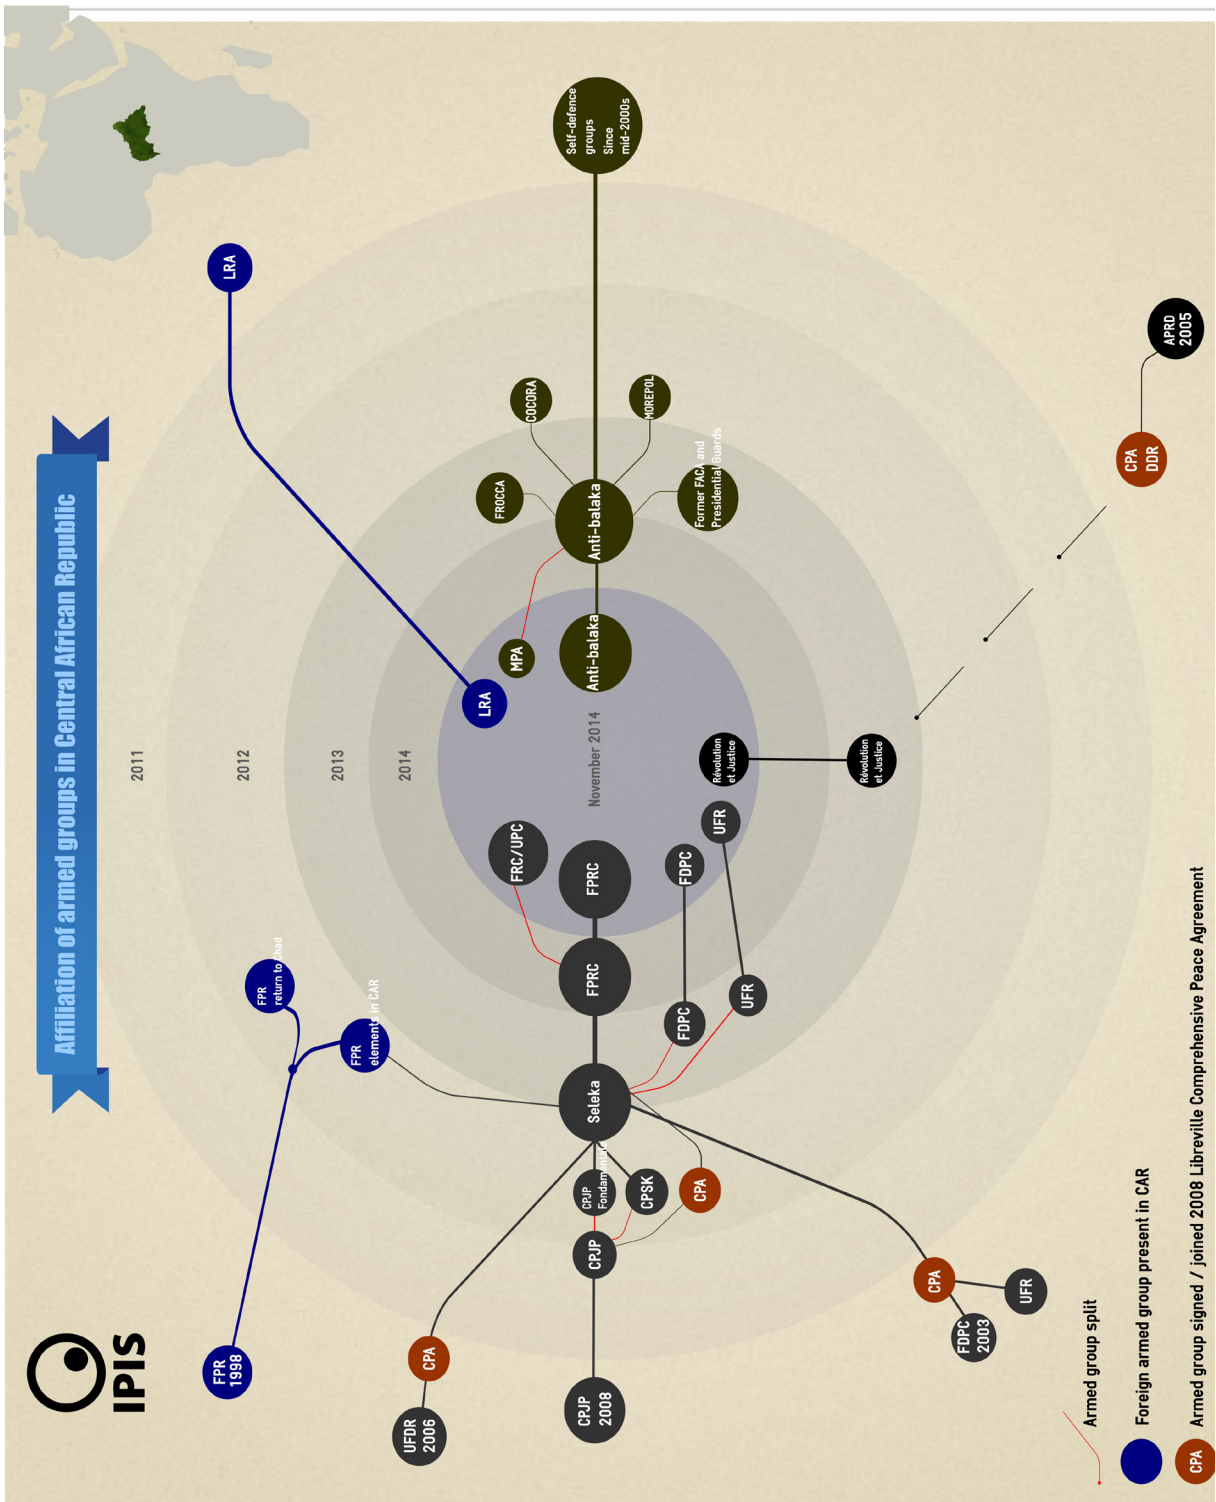 IPIS
Affiliation of armed groups in Central African Republic
FPR
1998
FPR
return to Chad
FPR
elements in CAR
LRA
LRA
2011
2012
2013
2014
November 2014
UFDR
2006
CPA
CPJP
2008
CPJP
CPJP
Fondamentale
CPSK
CPA
Seleka
FPRC
FPRC
FRC/UPC
FDPC
FDPC
UFR
UFR
FDPC
2003
UFR
CPA
MPA
Anti-balaka
Anti-balaka
FROCCA
COCORA
MOREPOL
Former FACA and
Presidential Guards
Self-defence
groups
Since
mid-2000s
Révolution
et Justice
Révolution
et Justice
CPA
DDR
APRD
2005
Armed group split
Foreign armed group present in CAR
CPA
Armed group signed / joined 2008 Libreville Comprehensive Peace Agreement